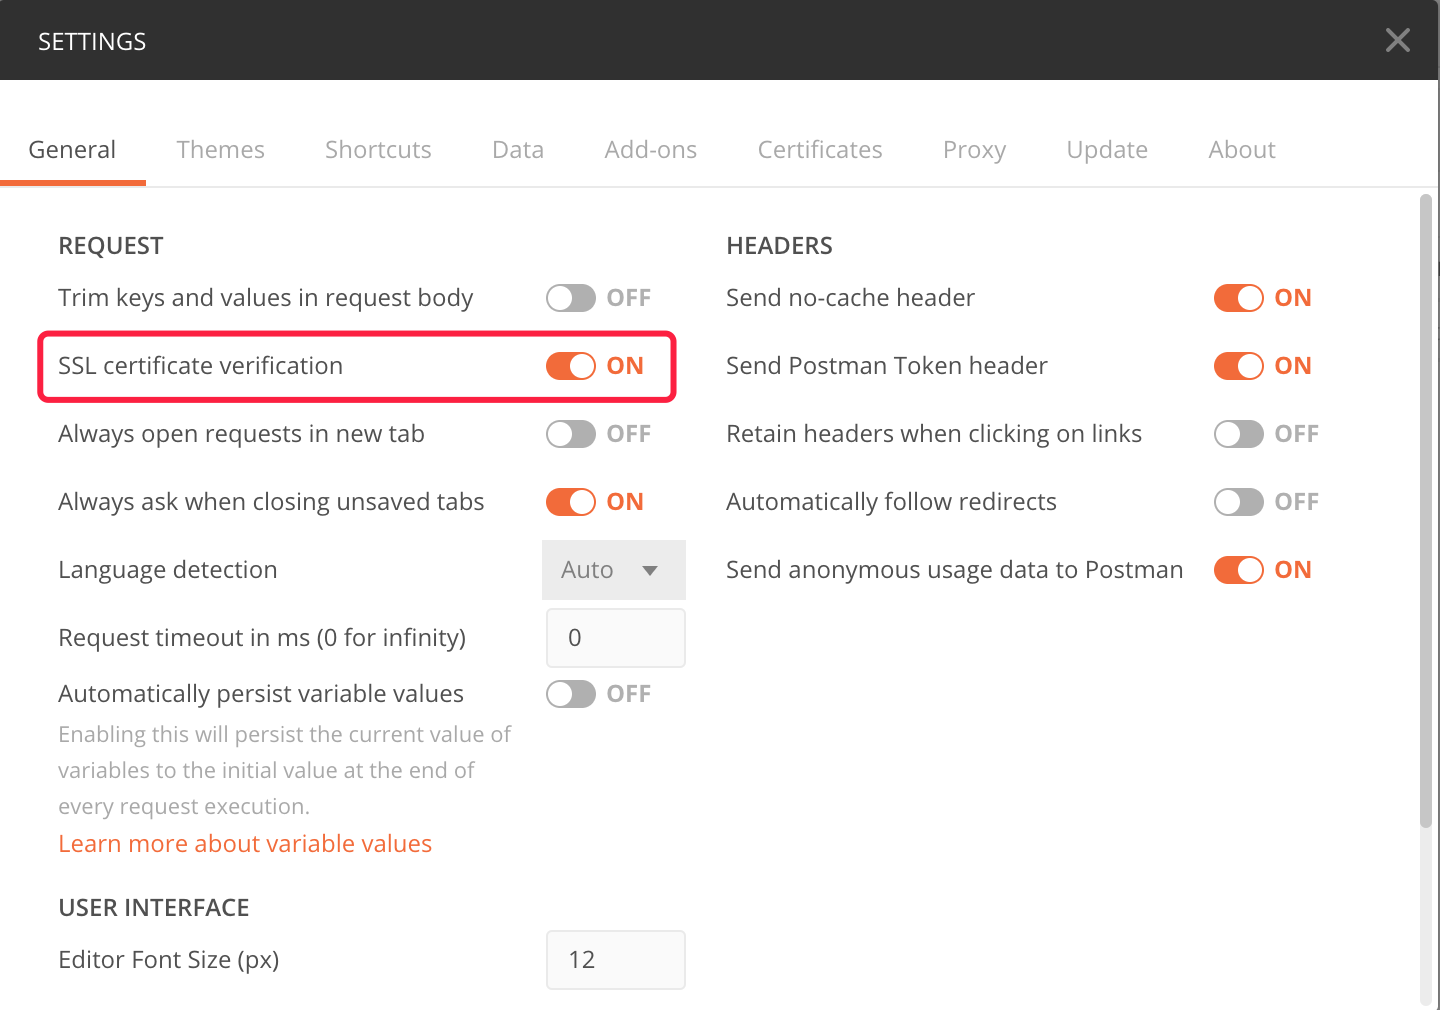 SETTINGS
General Themes Shortcuts Data Add-ons Certificates Proxy Update About
REQUEST
Trim keys and values in request body OFF
SSL certificate verification ON
Always open requests in new tab OFF
Always ask when closing unsaved tabs ON
Language detection Auto
Request timeout in ms (0 for infinity) 0
Automatically persist variable values OFF
Enabling this will persist the current value of
variables to the initial value at the end of
every request execution.
Learn more about variable values
USER INTERFACE
Editor Font Size (px) 12
HEADERS
Send no-cache header ON
Send Postman Token header ON
Retain headers when clicking on links OFF
Automatically follow redirects OFF
Send anonymous usage data to Postman ON